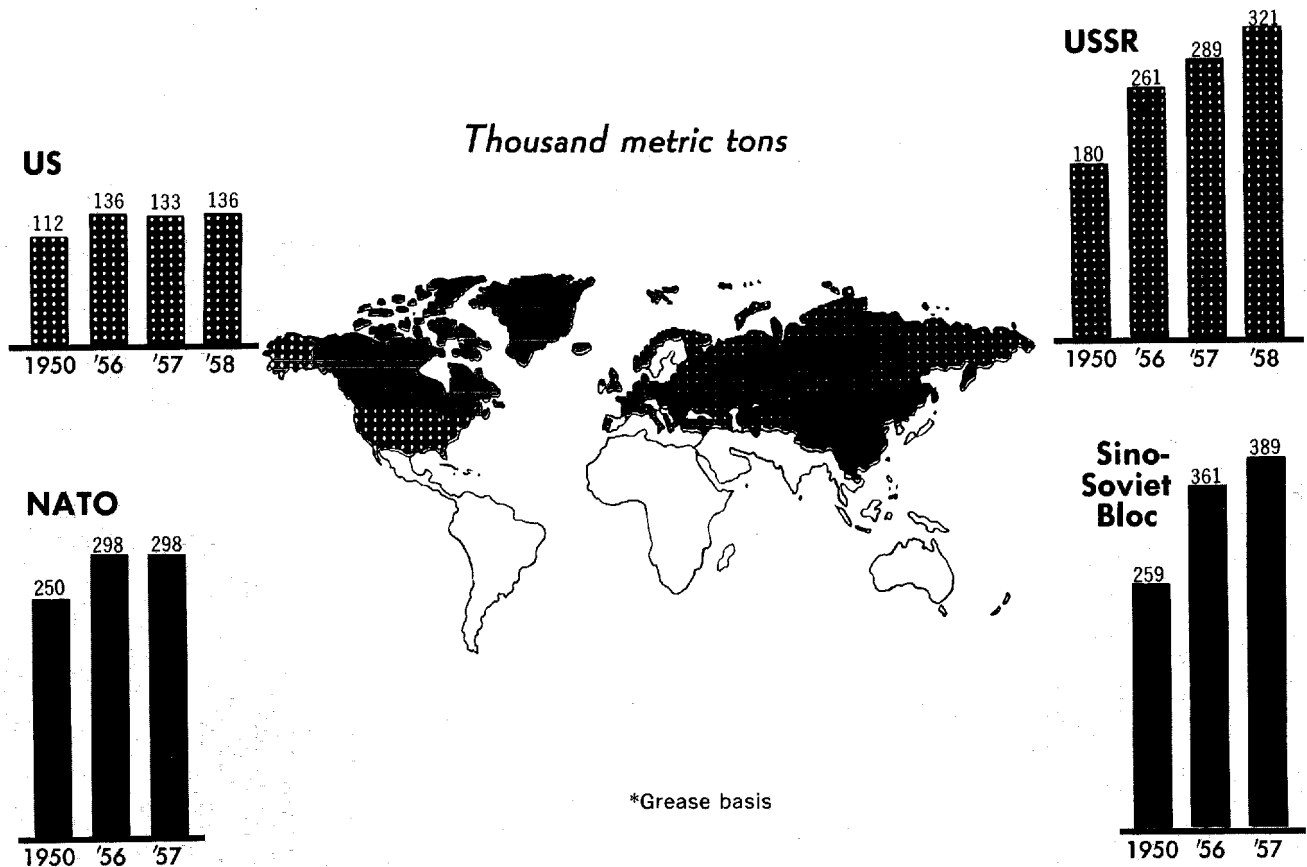 Thousand metric tons
US
112
136
133
136
1950 '56 '57 '58
USSR
180
261
289
321
1950 '56 '57 '58
NATO
250
298
298
1950 '56 '57
Sino-
Soviet
Bloc
259
361
389
1950 '56 '57
*Grease basis